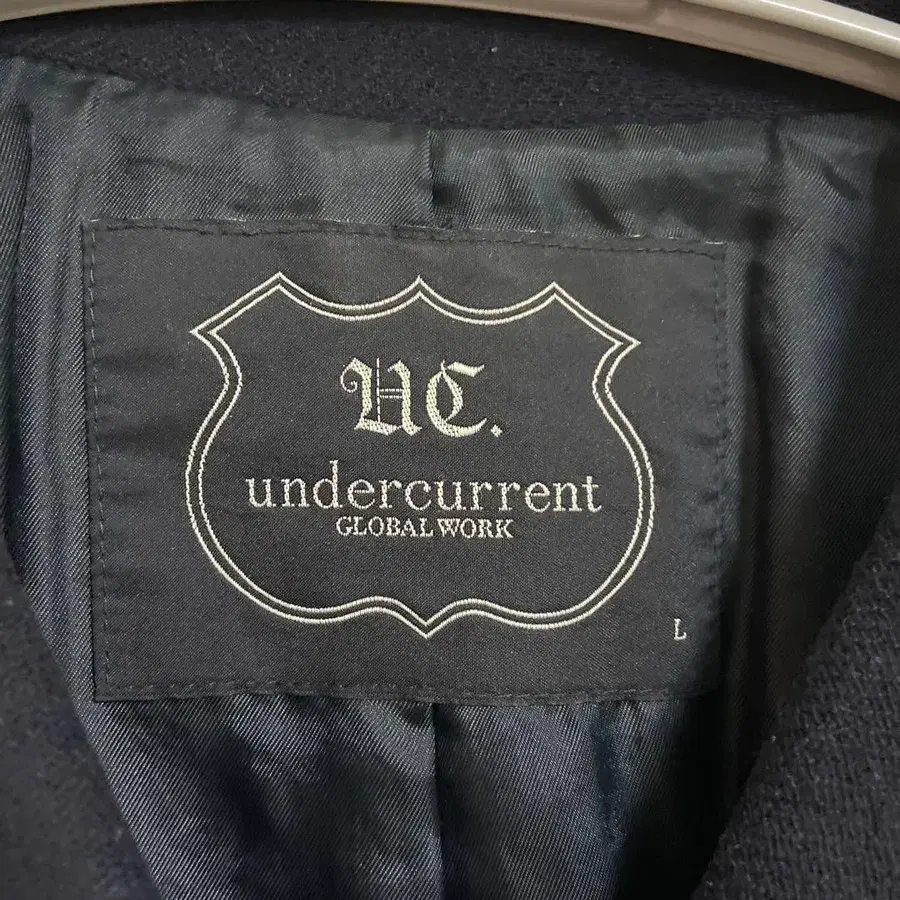 UC.
undercurrent
GLOBAL WORK
L